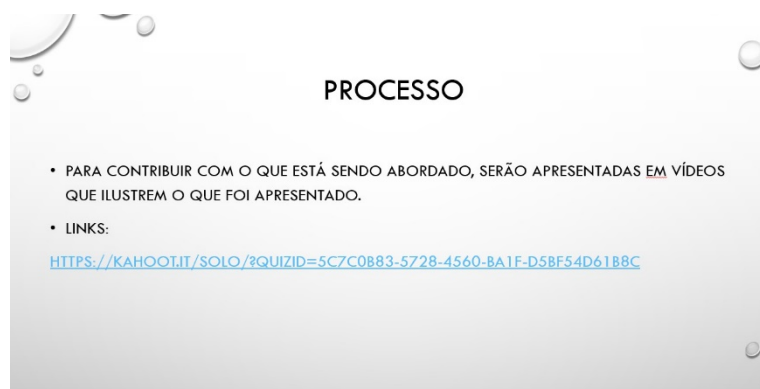 PROCESSO
• PARA CONTRIBUIR COM O QUE ESTÁ SENDO ABORDADO, SERÃO APRESENTADAS EM VÍDEOS
QUE ILUSTREM O QUE FOI APRESENTADO.
• LINKS:
HTTPS://KAHOOT.IT/SOLO/?QUIZID=5C7C0B83-5728-4560-BA1F-D5BF54D61B8C